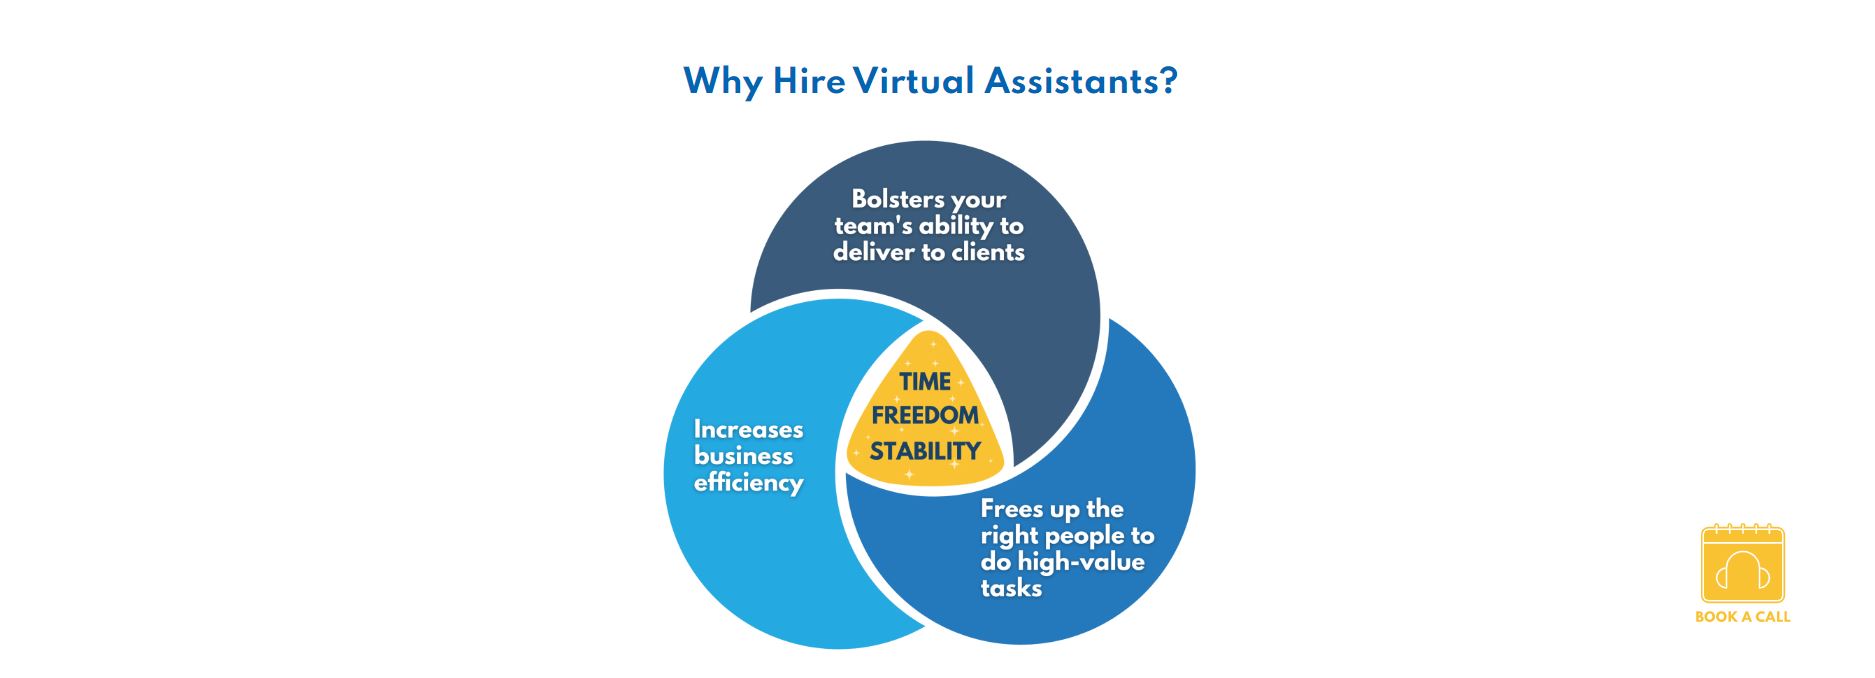 Why Hire Virtual Assistants?
Bolsters your
team's ability to
deliver to clients
TIME
FREEDOM
STABILITY
Increases
business
efficiency
Frees up the
right people to
do high-value
tasks
BOOK A CALL